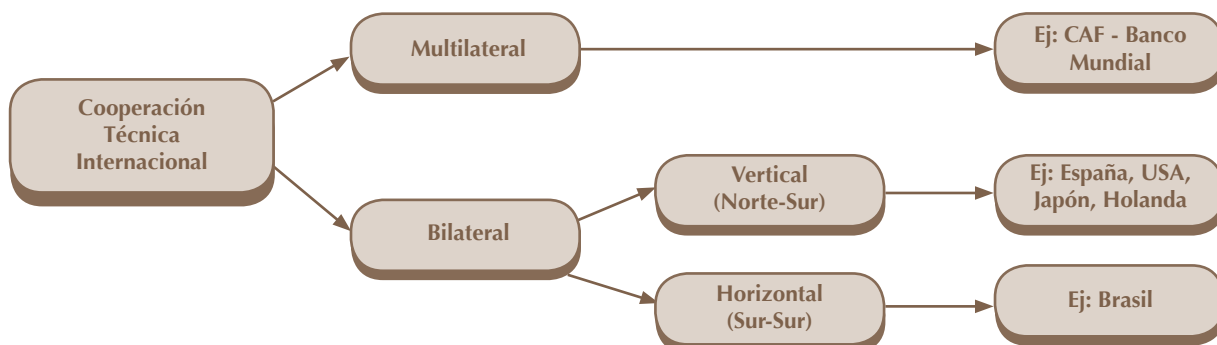 Cooperación
Técnica
Internacional
Multilateral
Ej: CAF - Banco
Mundial
Bilateral
Vertical
(Norte-Sur)
Ej: España, USA,
Japón, Holanda
Horizontal
(Sur-Sur)
Ej: Brasil